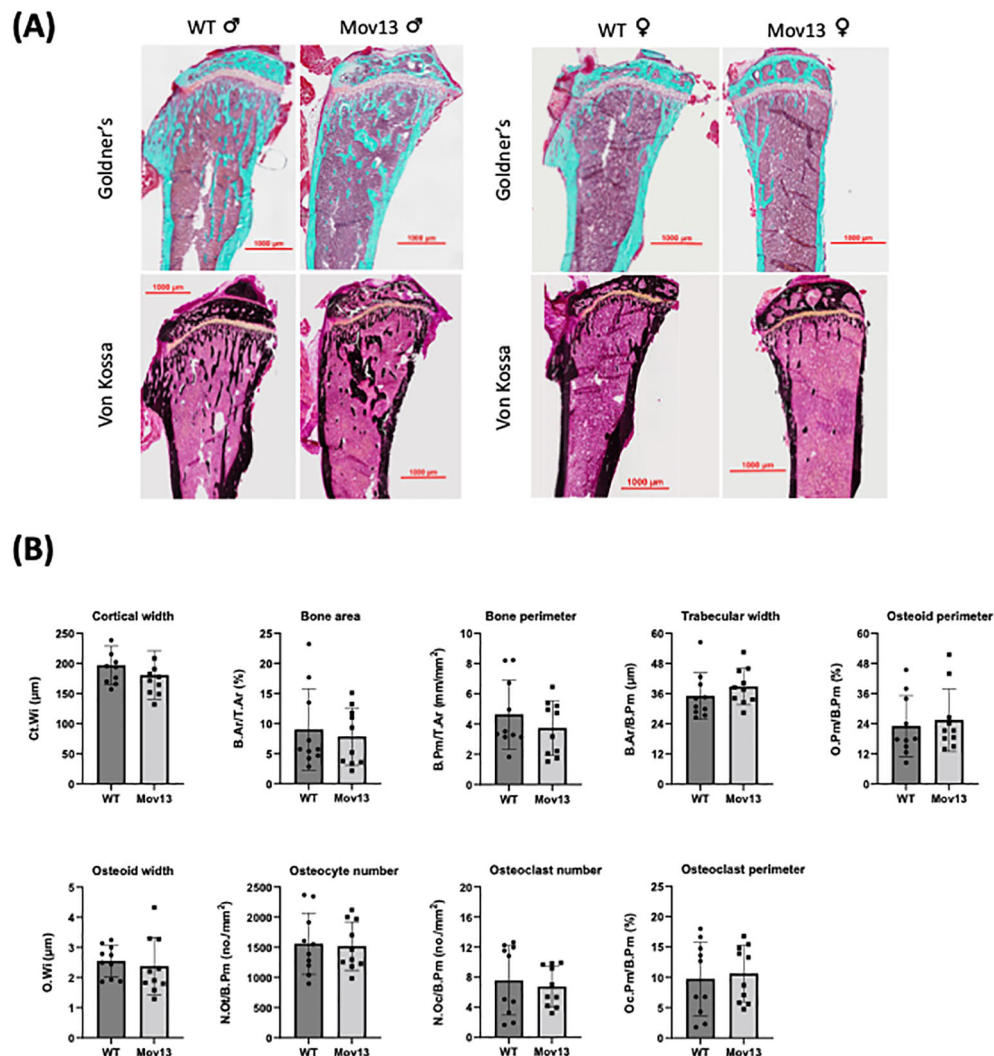 (A)
WT ♂ Mov13 ♂ WT ♀ Mov13 ♀
Goldner's Goldner's
1000 µm 1000 µm 1000 µm 1000 µm
Von Kossa Von Kossa
1000 µm 1000 µm 1000 µm 1000 µm
(B)
Cortical width
Ct.Wi (µm)
250
200
150
100
50
0
WT Mov13
Bone area
B.Ar/T.Ar (%)
25
20
15
10
5
0
WT Mov13
Bone perimeter
B.Pm/T.Ar (mm/mm²)
10
8
6
4
2
0
WT Mov13
Trabecular width
B.Ar/B.Pm (µm)
60
48
36
24
12
0
WT Mov13
Osteoid perimeter
O.Pm/B.Pm (%)
60
48
36
24
12
0
WT Mov13
Osteoid width
O.Wi (µm)
5
4
3
2
1
0
WT Mov13
Osteocyte number
N.Ot/B.Pm (no./mm²)
2500
2000
1500
1000
500
0
WT Mov13
Osteoclast number
N.Oc/B.Pm (no./mm²)
20
16
12
8
4
0
WT Mov13
Osteoclast perimeter
Oc.Pm/B.Pm (%)
25
20
15
10
5
0
WT Mov13